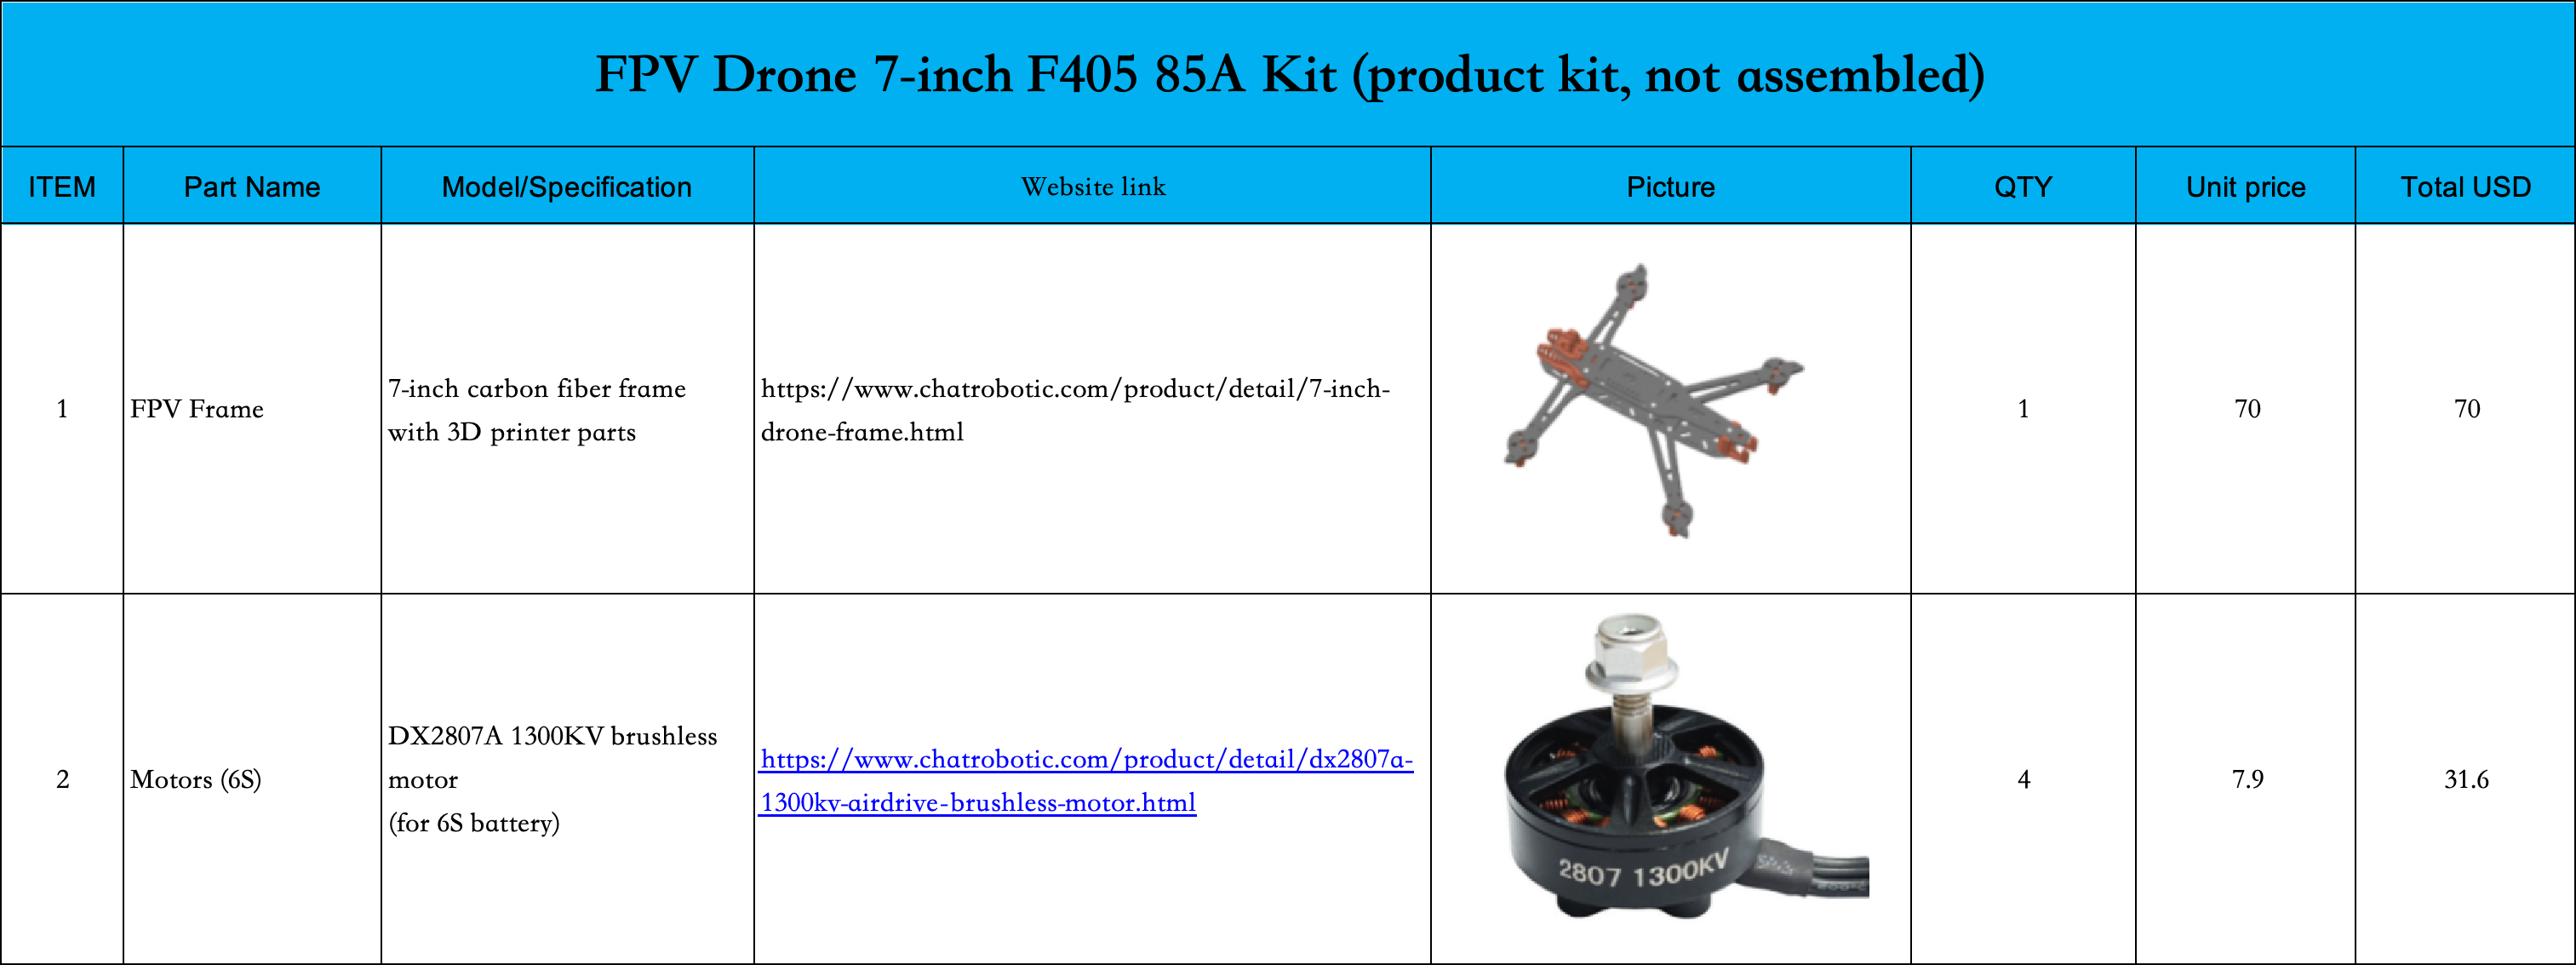 FPV Drone 7-inch F405 85A Kit (product kit, not assembled)
ITEM Part Name Model/Specification Website link Picture QTY Unit price Total USD
1
FPV Frame
7-inch carbon fiber frame
with 3D printer parts
https://www.chatrobotic.com/product/detail/7-inch-
drone-frame.html
1
70
70
2
Motors (6S)
DX2807A 1300KV brushless
motor
(for 6S battery)
https://www.chatrobotic.com/product/detail/dx2807a-
1300kv-airdrive-brushless-motor.html
2807 1300KV
4
7.9
31.6